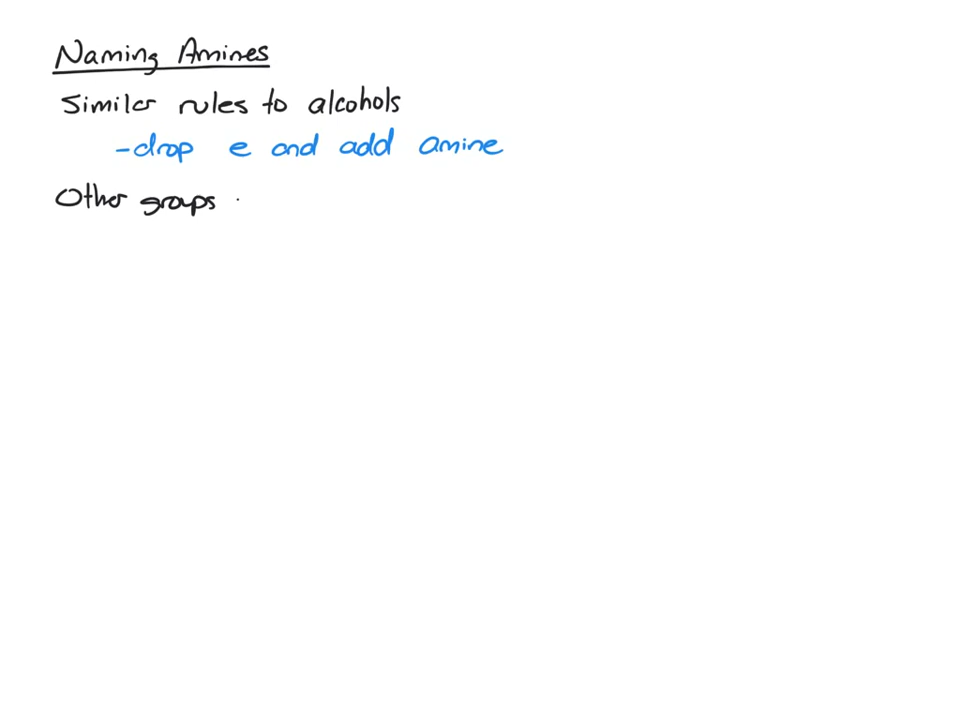 Naming Amines
Similar rules to alcohols
-drop e and add amine
Other groups